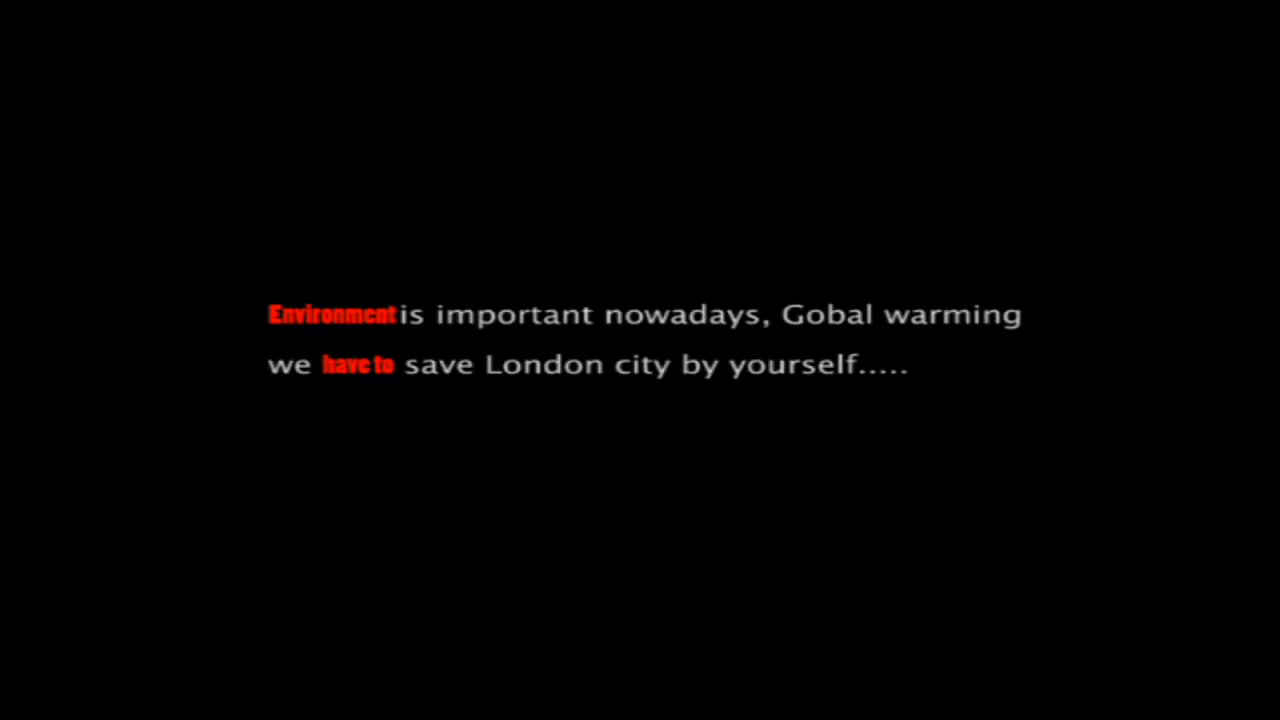 Environment is important nowadays, Gobal warming
we have to save London city by yourself.....